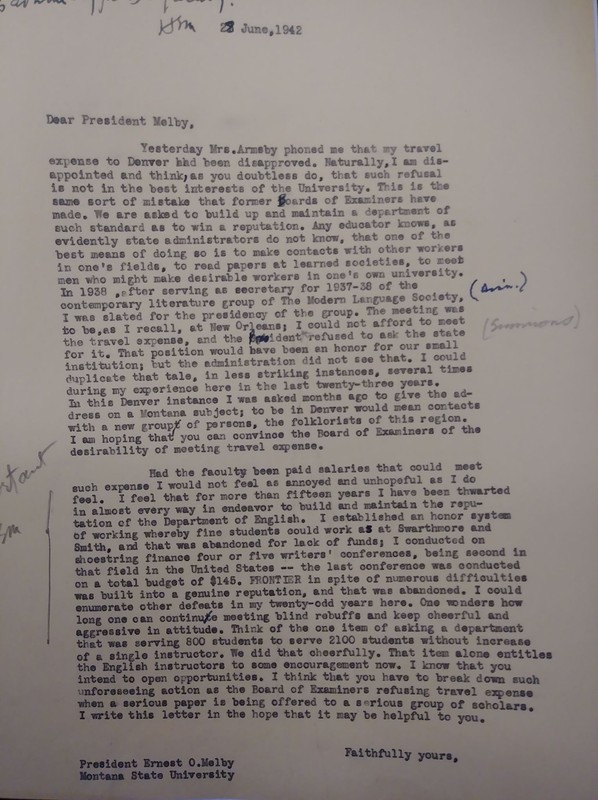 HSM 28 June,1942
Dear President Melby,
Yesterday Mrs.Armsby phoned me that my travel
expense to Denver had been disapproved. Naturally,I am dis-
appointed and think,as you doubtless do, that such refusal
is not in the best interests of the University. This is the
same sort of mistake that former Boards of Examiners have
made. We are asked to build up and maintain a department of
such standard as to win a reputation. Any educator knows, as
evidently state administrators do not know, that one of the
best means of doing so is to make contacts with other workers
in one's fields, to read papers at learned societies, to meet
men who might make desirable workers in one's own university.
In 1938 ,after serving as secretary for 1937-38 of the
contemporary literature group of The Modern Language Society, (Assn.)
I was slated for the presidency of the group. The meeting was
to be,as I recall, at New Orleans; I could not afford to meet
the travel expense, and the President refused to ask the state (Simmons)
for it. That position would have been an honor for our small
institution; but the administration did not see that. I could
duplicate that tale, in less striking instances, several times
during my experience here in the last twenty-three years.
In this Denver instance I was asked months ago to give the ad-
dress on a Montana subject; to be in Denver would mean contacts
with a new group of persons, the folklorists of this region.
I am hoping that you can convince the Board of Examiners of the
desirability of meeting travel expense.
Had the faculty been paid salaries that could meet
such expense I would not feel as annoyed and unhopeful as I do
feel. I feel that for more than fifteen years I have been thwarted
in almost every way in endeavor to build and maintain the repu-
tation of the Department of English. I established an honor system
of working whereby fine students could work as at Swarthmore and
Smith, and that was abandoned for lack of funds; I conducted on
shoestring finance four or five writers' conferences, being second in
that field in the United States -- the last conference was conducted
on a total budget of $145. FRONTIER in spite of numerous difficulties
was built into a genuine reputation, and that was abandoned. I could
enumerate other defeats in my twenty-odd years here. One wonders how
long one can continue meeting blind rebuffs and keep cheerful and
aggressive in attitude. Think of the one item of asking a department
that was serving 800 students to serve 2100 students without increase
of a single instructor. We did that cheerfully. That item alone entitles
the English instructors to some encouragement now. I know that you
intend to open opportunities. I think that you have to break down such
unforeseeing action as the Board of Examiners refusing travel expense
when a serious paper is being offered to a serious group of scholars.
I write this letter in the hope that it may be helpful to you.
Faithfully yours,
President Ernest O.Melby
Montana State University